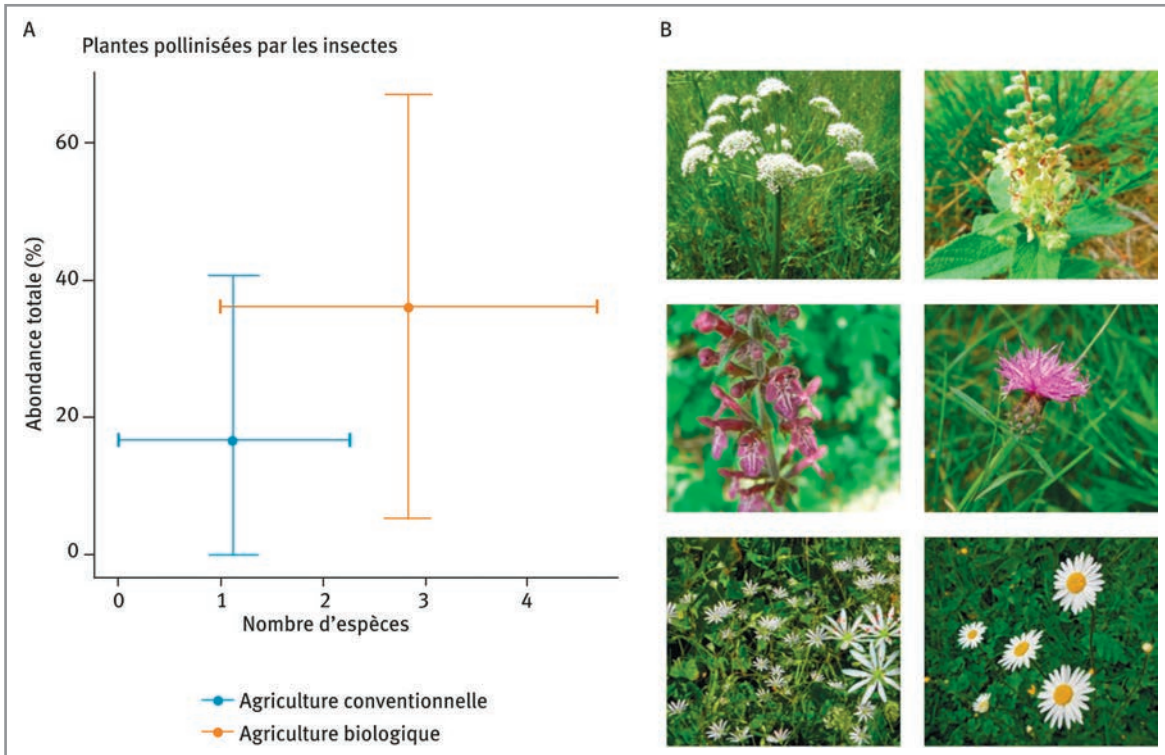 A
Plantes pollinisées par les insectes
60
40
20
0
Abondance totale (%)
0 1 2 3 4
Nombre d'espèces
Agriculture conventionnelle
Agriculture biologique
B